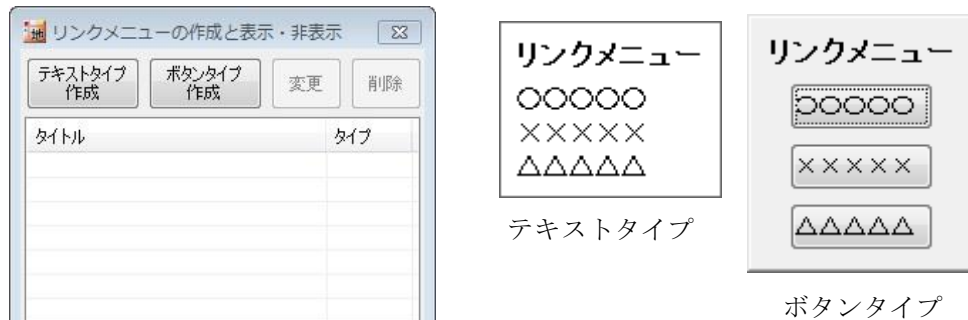 地 リンクメニューの作成と表示・非表示
テキストタイプ
作成
ボタンタイプ
作成
変更
削除
タイトル タイプ
リンクメニュー
○○○○○
×××××
△△△△△
テキストタイプ
リンクメニュー
○○○○○
×××××
△△△△△
ボタンタイプ